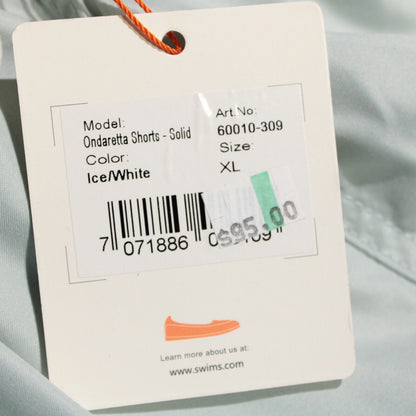 Model:
Ondaretta Shorts - Solid
Color:
Ice/White
Art.No:
60010-309
Size:
XL
$95.00
7 071886
Learn more about us at:
www.swims.com